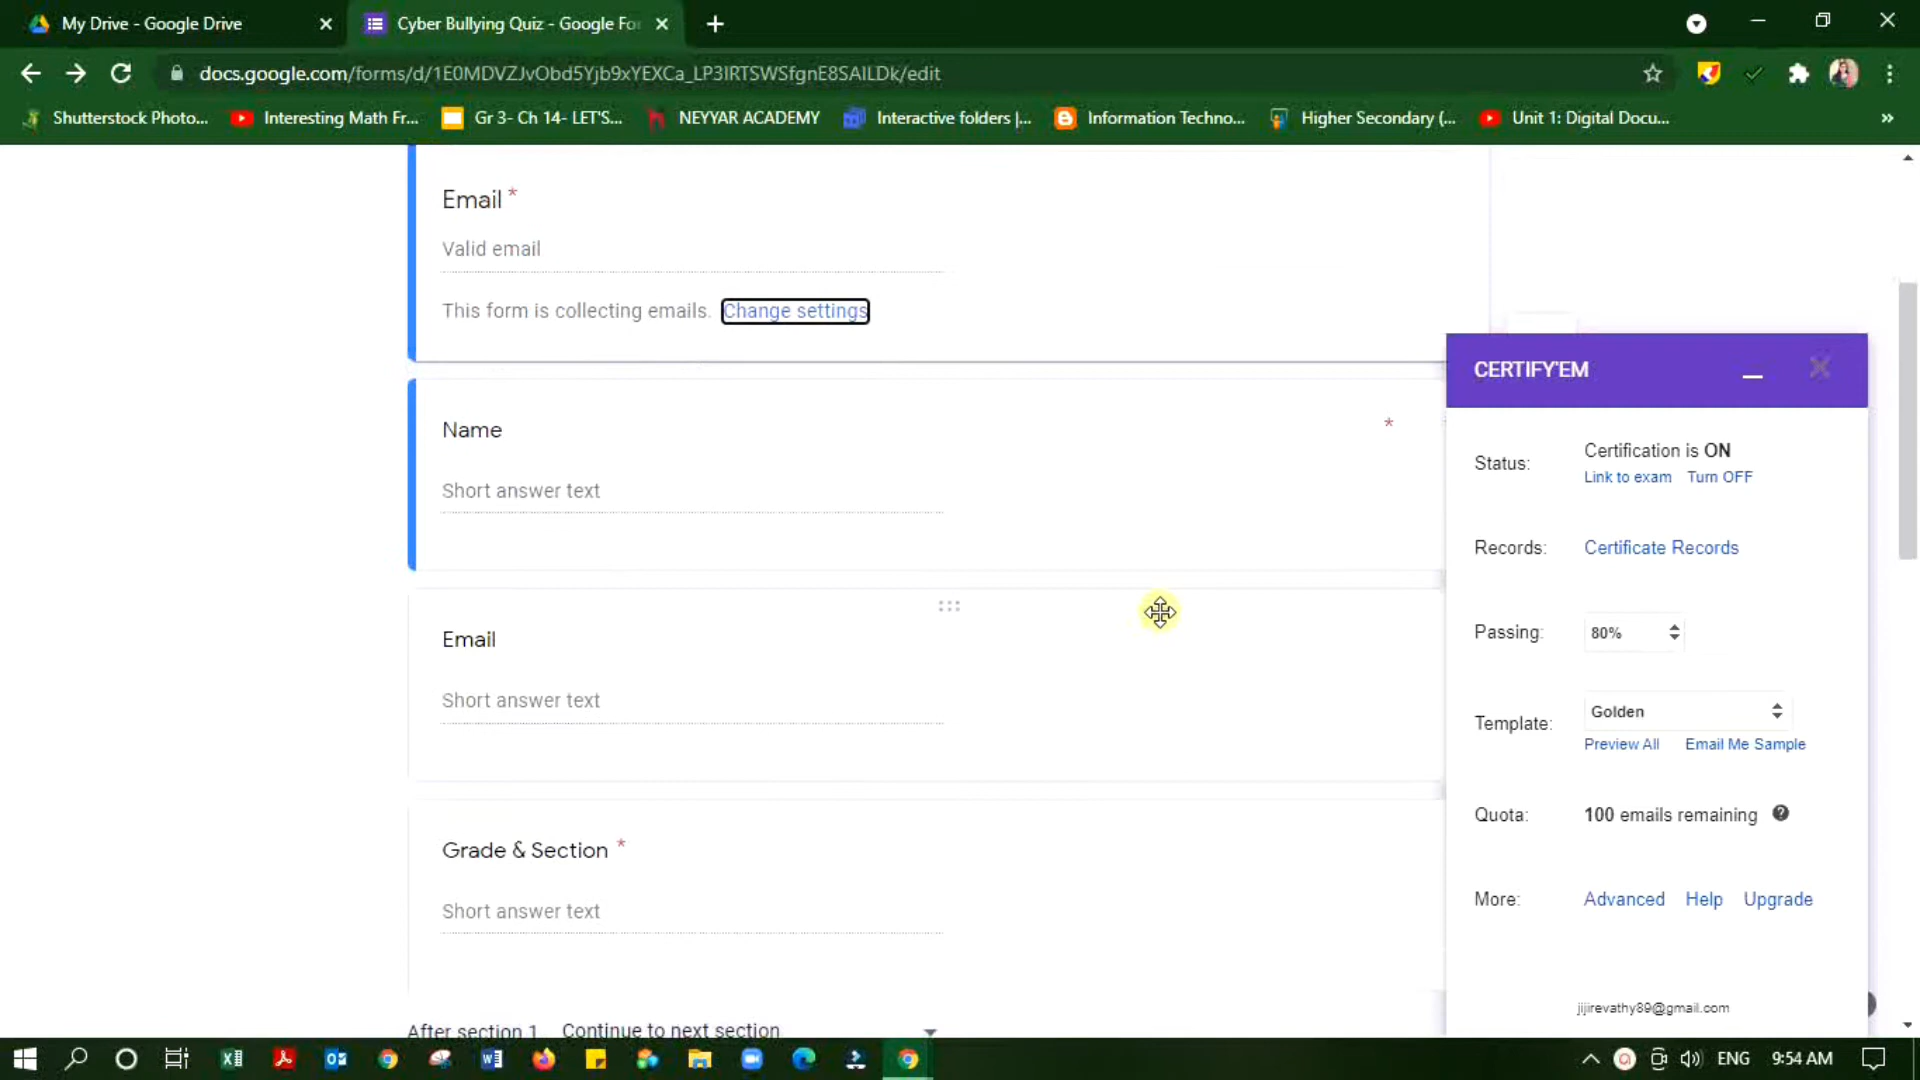 My Drive - Google Drive
Cyber Bullying Quiz - Google Fo
docs.google.com/forms/d/1E0MDVZJvObd5Yjb9xYEXCa_LP3IRTSWSfgnE8SAILDk/edit
Shutterstock Photo...
Interesting Math Fr...
Gr 3- Ch 14- LET'S...
NEYYAR ACADEMY
Interactive folders |...
Information Techno...
Higher Secondary (...
Unit 1: Digital Docu...
Email *
Valid email
This form is collecting emails. Change settings
Name *
Short answer text
Email
Short answer text
Grade & Section *
Short answer text
After section 1 Continue to next section
CERTIFY'EM
Status: Certification is ON
Link to exam Turn OFF
Records: Certificate Records
Passing: 80%
Template: Golden
Preview All Email Me Sample
Quota: 100 emails remaining ?
More: Advanced Help Upgrade
jijirevathy89@gmail.com
ENG 9:54 AM